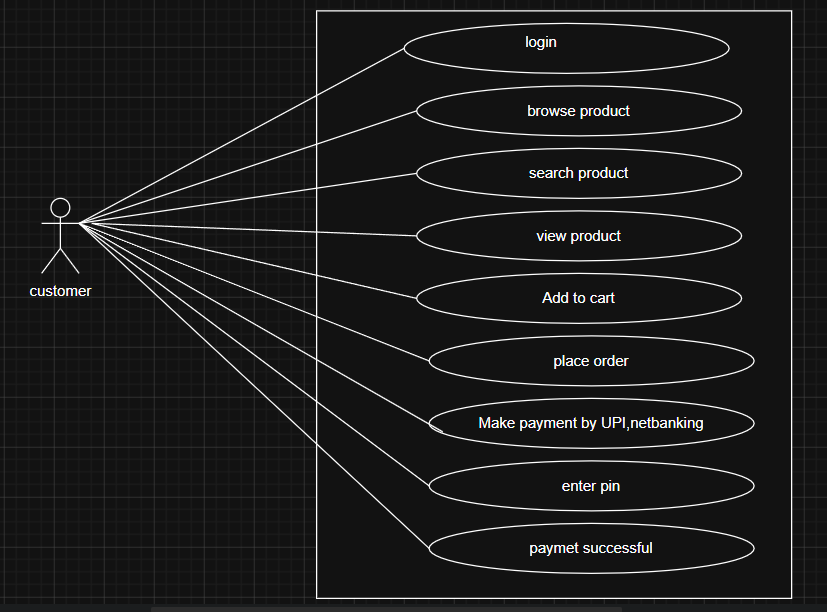 login
browse product
search product
view product
customer
Add to cart
place order
Make payment by UPI,netbanking
enter pin
paymet successful